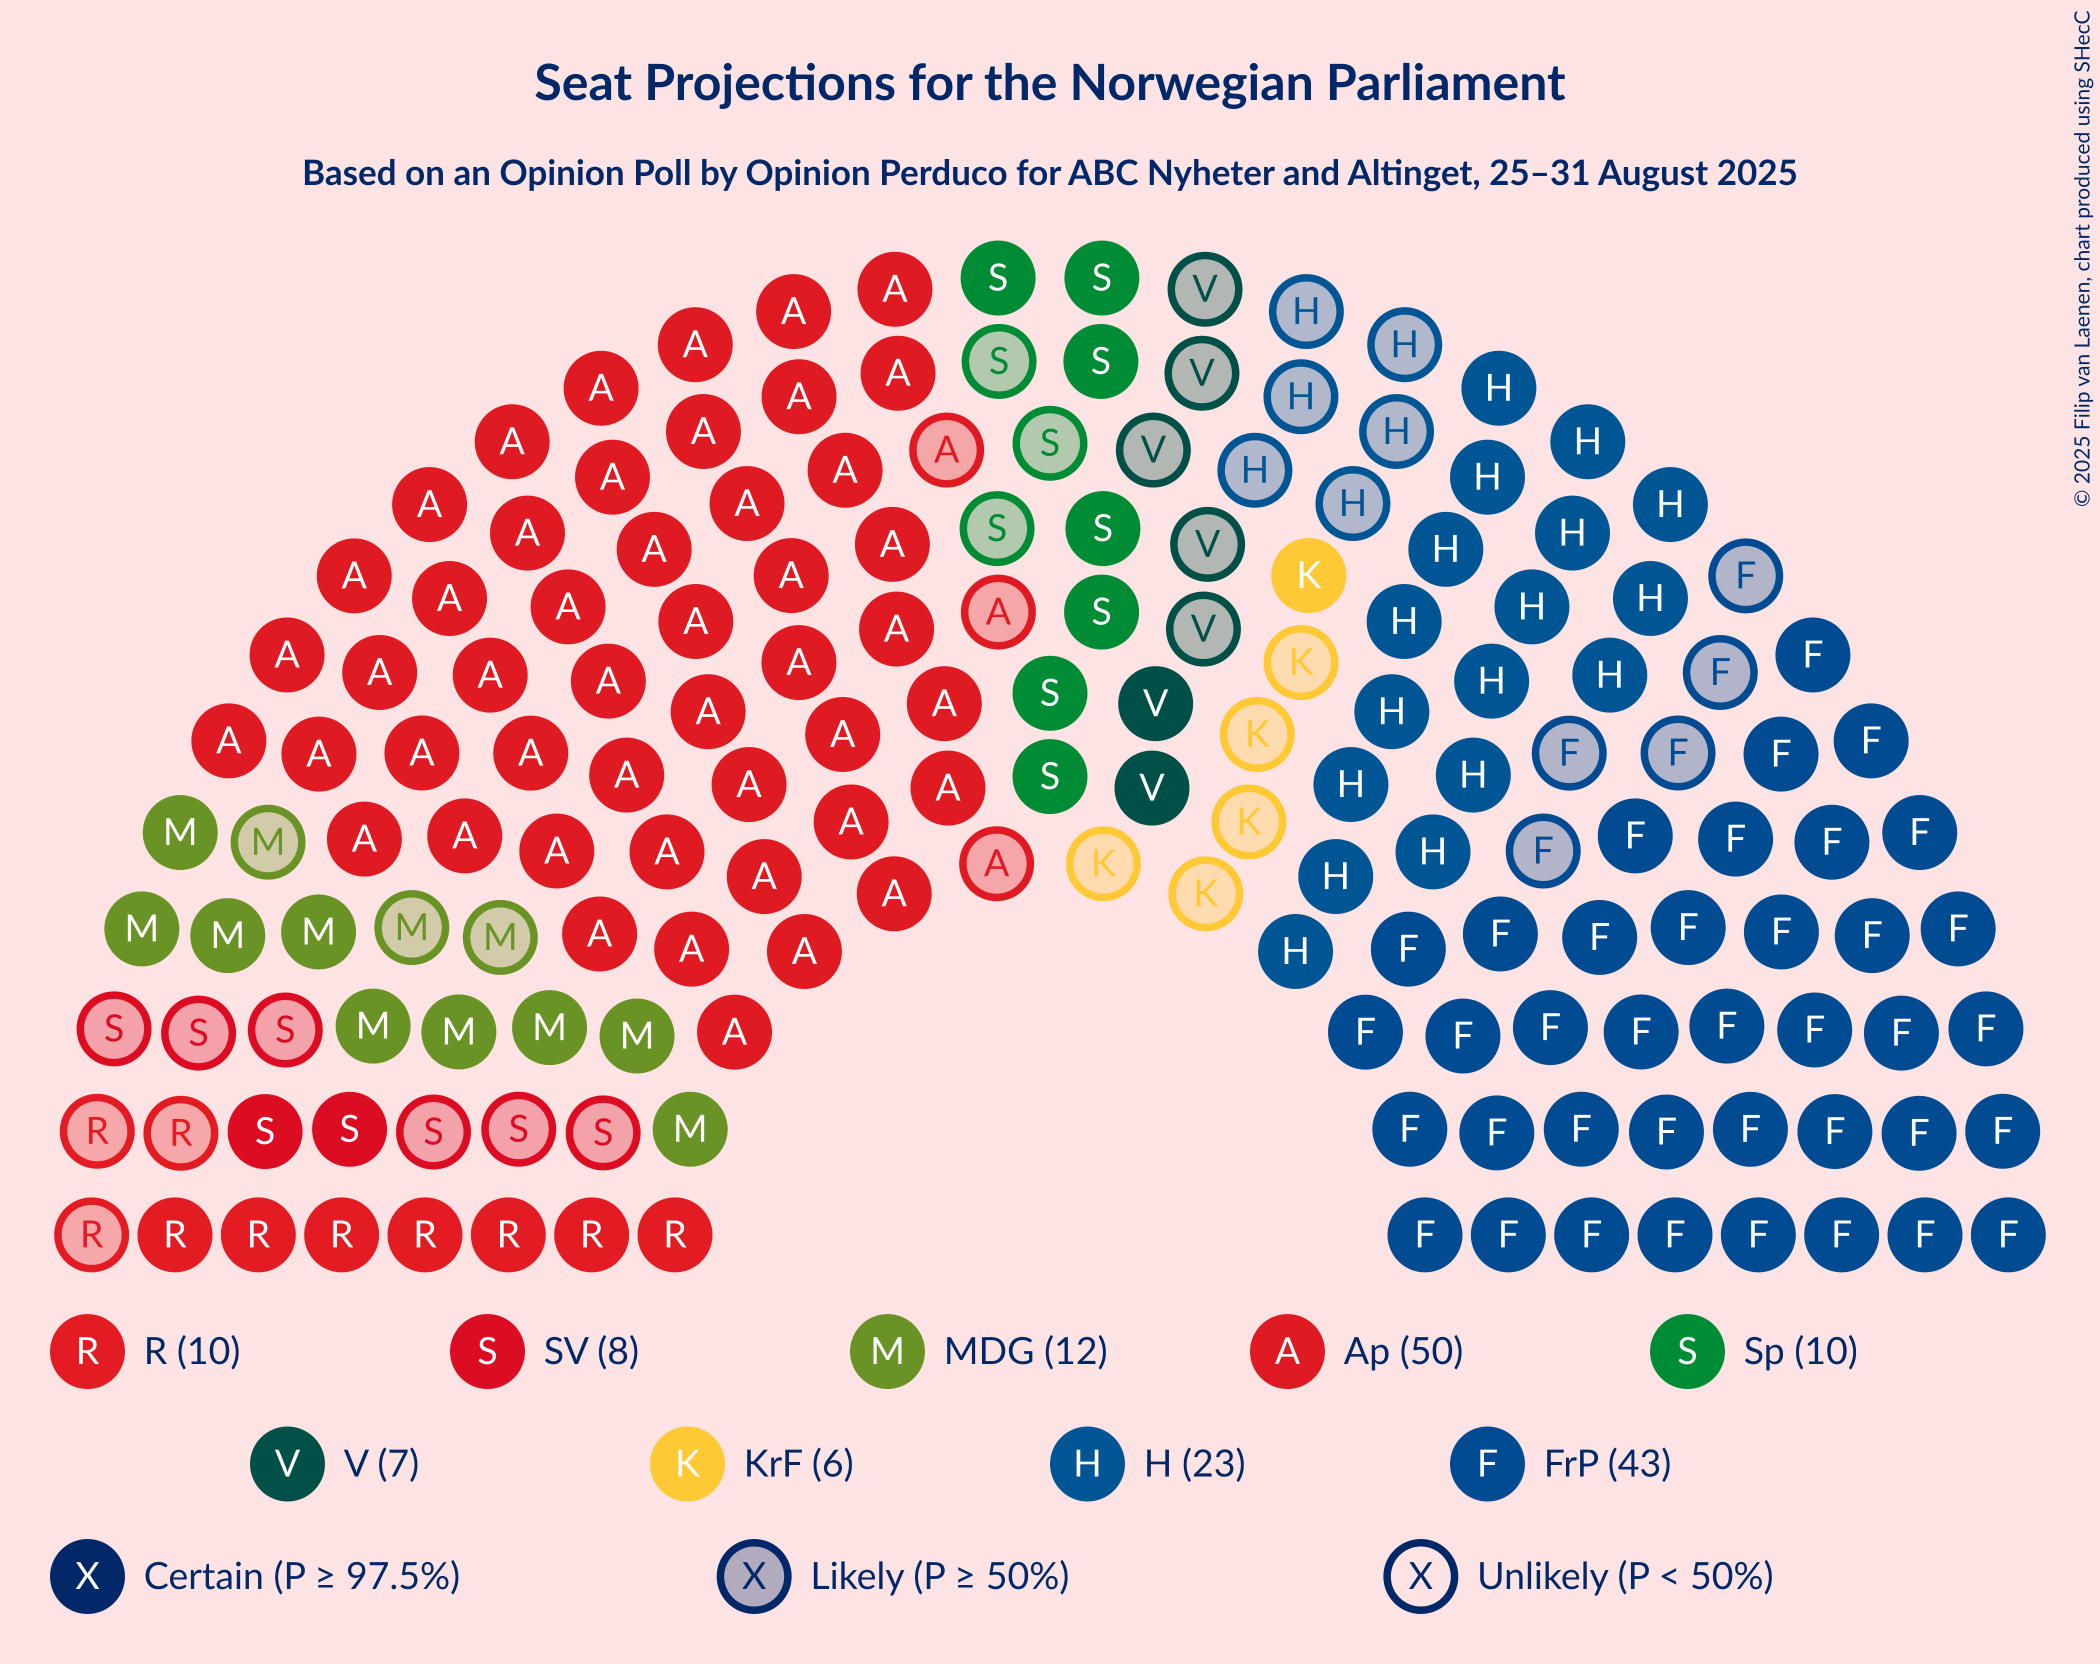 Seat Projections for the Norwegian Parliament
Based on an Opinion Poll by Opinion Perduco for ABC Nyheter and Altinget, 25–31 August 2025
© 2025 Filip van Laenen, chart produced using SHecC
S S
A V
A H
A H
A H
S S
A V
A H
A H
A H
A H
S
A V
A H
A H
A H
A H
A F
S S
A V
A K
A H
A H
A H
A S
A V
A K
A H
A H
A H
A F
S V
A K
A H
A F
A F
A F
S V
A K
A H
A H
A F
A F
A F
M M A A A A A A A K K H H F F F F F
M M M M M A A A H F F F F F F F
S S S M M M M A F F F F F F F F
R R S S S S S M F F F F F F F F
R R R R R R R R F F F F F F F F
R R (10) S SV (8) M MDG (12) A Ap (50) S Sp (10)
V V (7) K KrF (6) H H (23) F FrP (43)
X Certain (P ≥ 97.5%) X Likely (P ≥ 50%) X Unlikely (P < 50%)